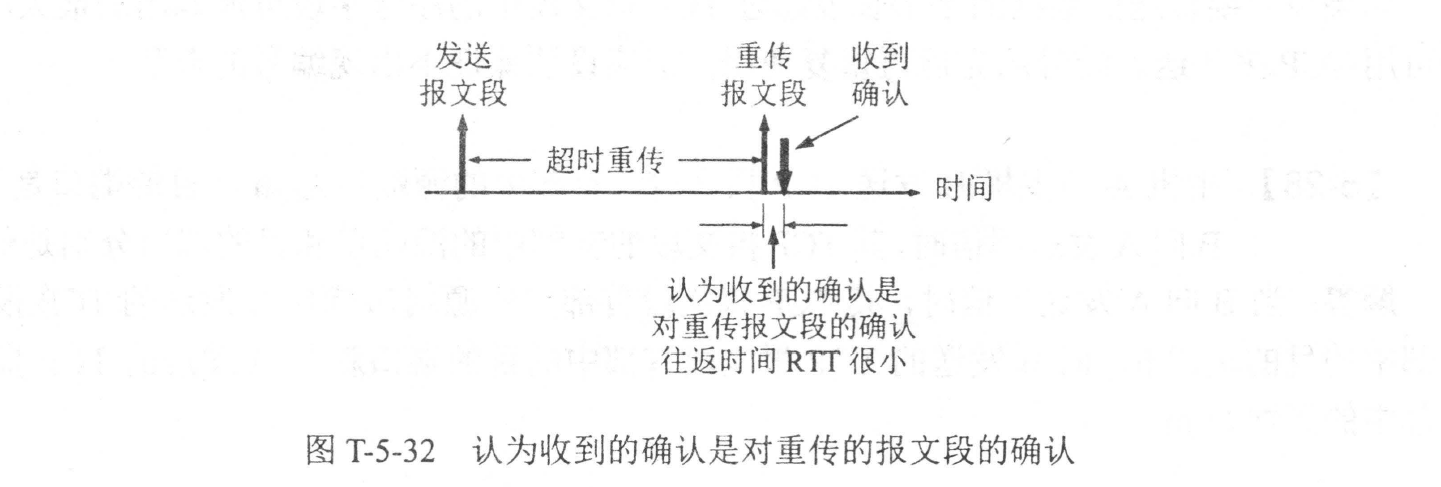 发送
报文段
重传
报文段
收到
确认
超时重传
时间
认为收到的确认是
对重传报文段的确认
往返时间 RTT 很小
图 T-5-32 认为收到的确认是对重传的报文段的确认